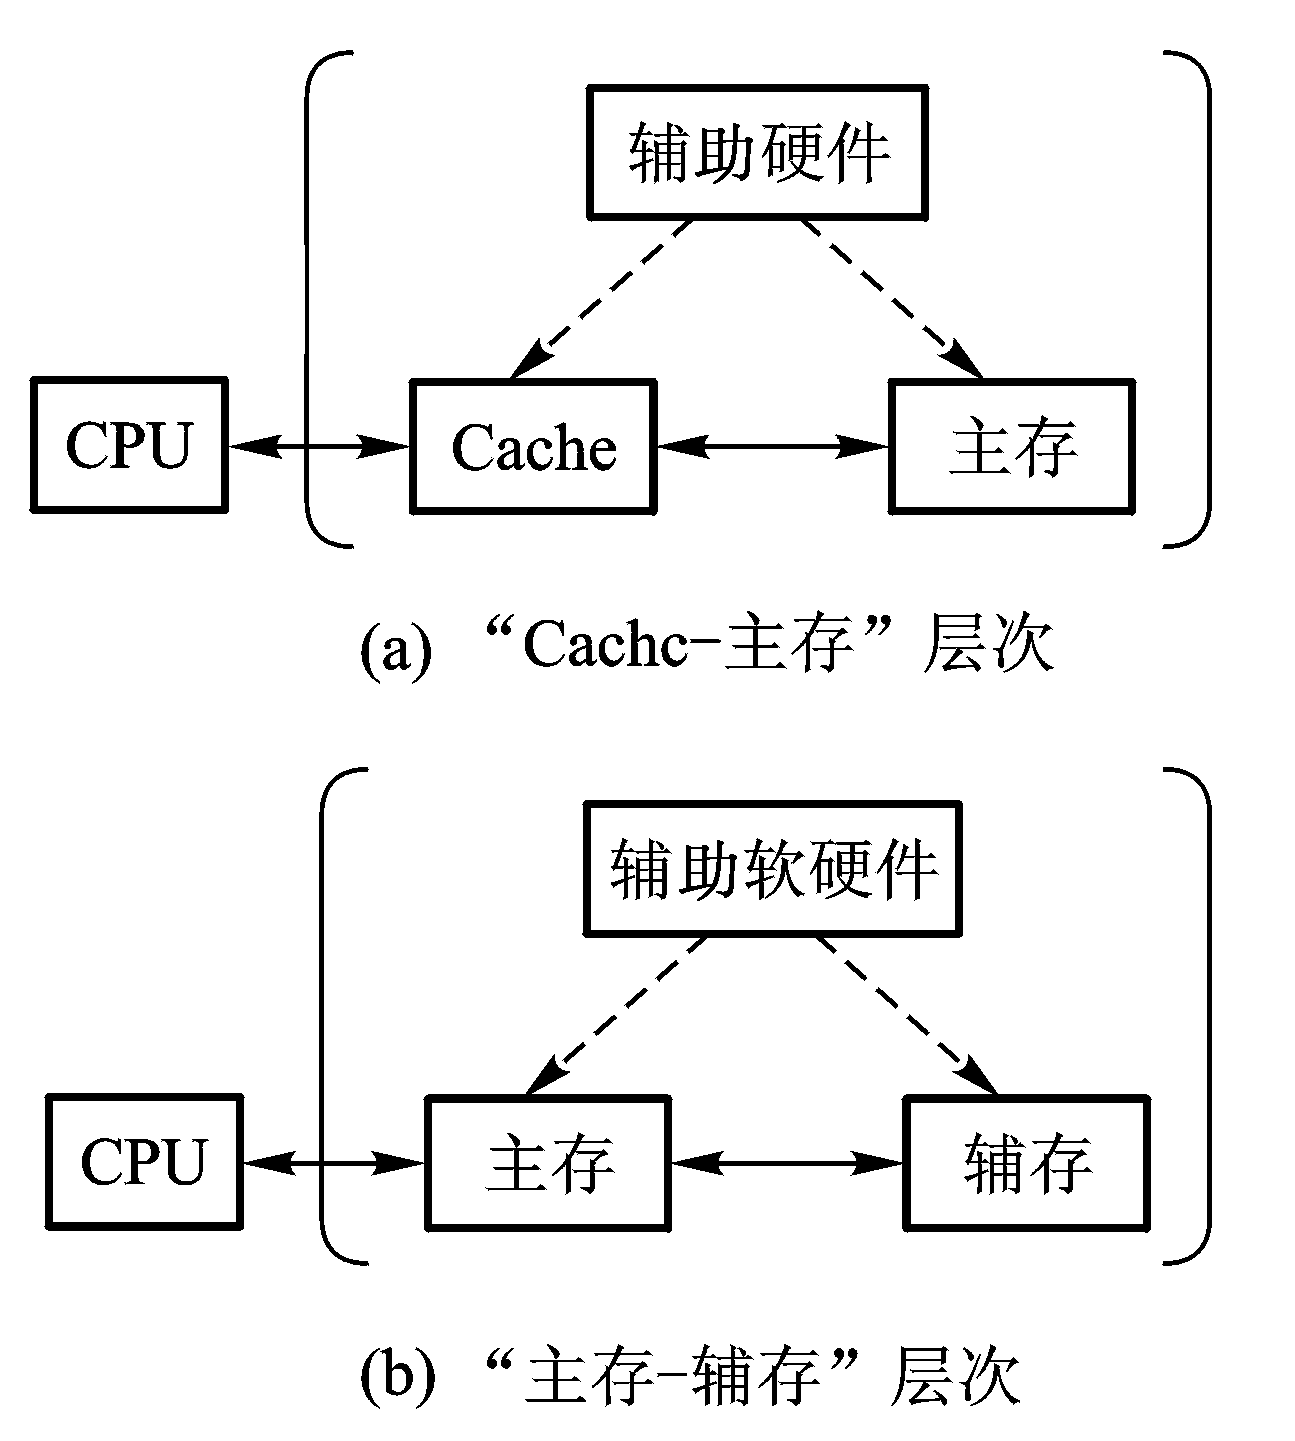 辅助硬件
CPU
Cache
主存
(a) “Cachc-主存”层次
辅助软硬件
CPU
主存
辅存
(b) “主存-辅存”层次